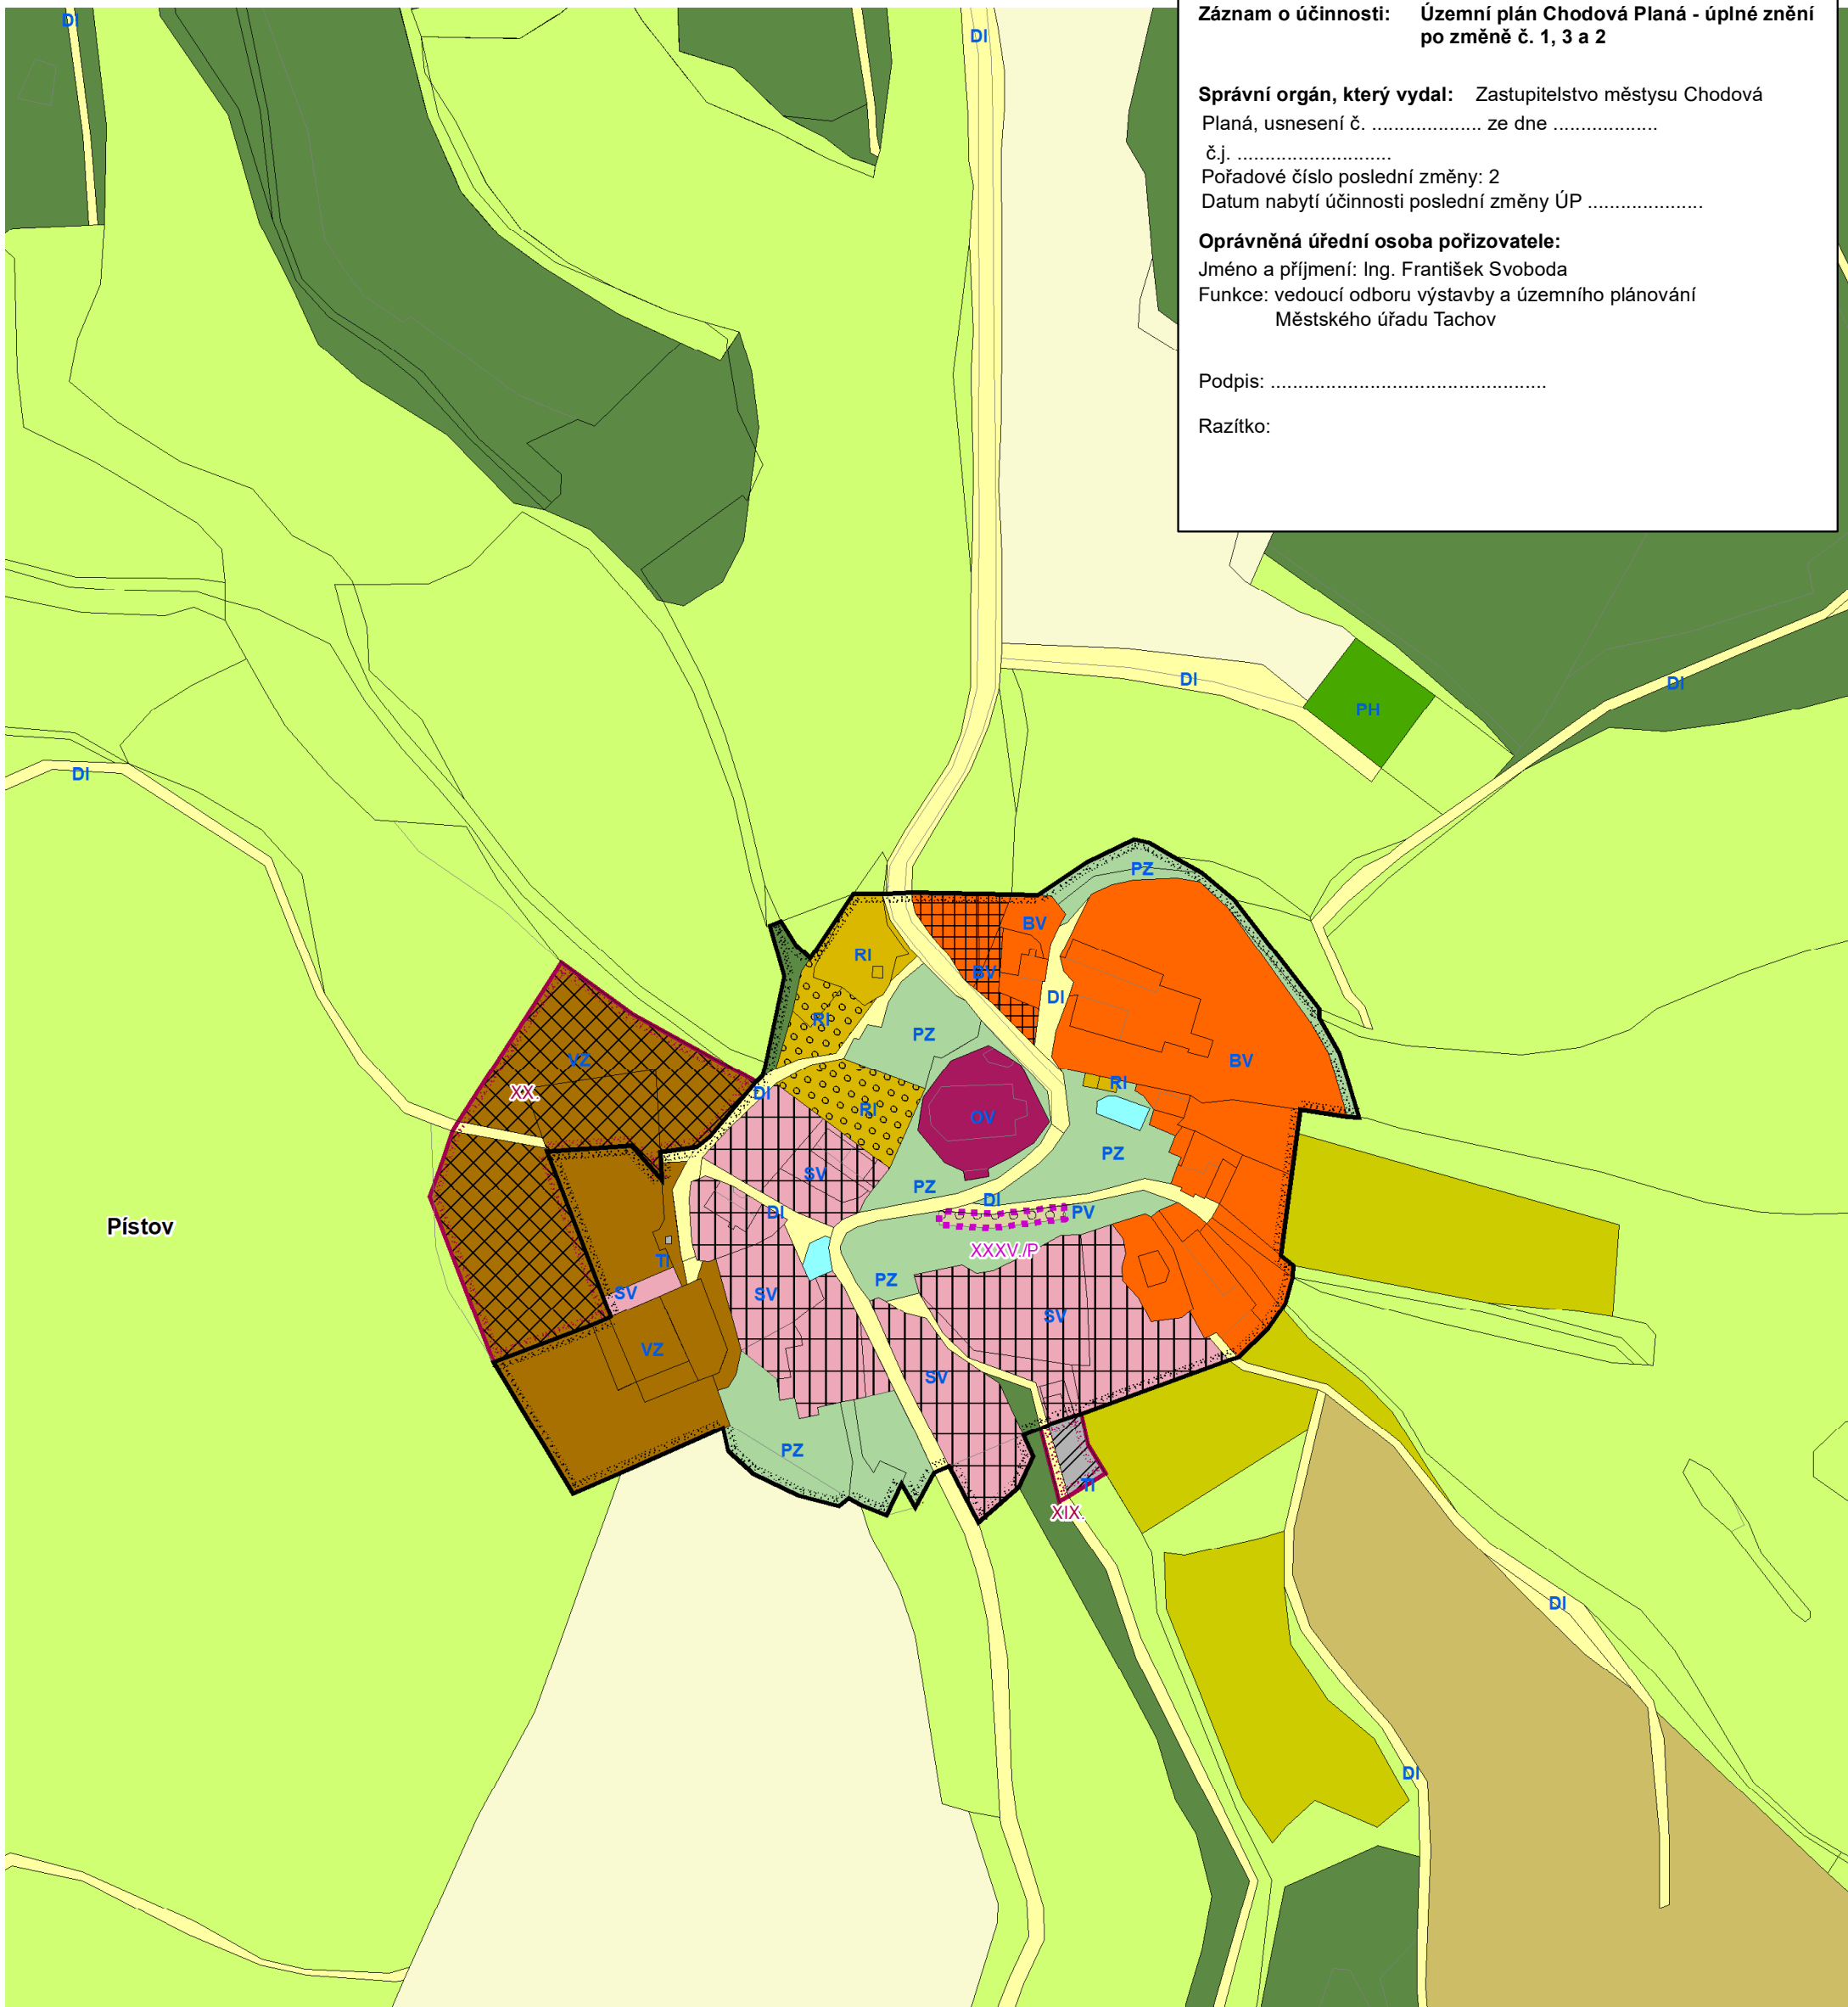 Záznam o účinnosti: Územní plán Chodová Planá - úplné znění
po změně č. 1, 3 a 2
Správní orgán, který vydal: Zastupitelstvo městysu Chodová
Planá, usnesení č. .................... ze dne ...................
č.j. ............................
Pořadové číslo poslední změny: 2
Datum nabytí účinnosti poslední změny ÚP .....................
Oprávněná úřední osoba pořizovatele:
Jméno a příjmení: Ing. František Svoboda
Funkce: vedoucí odboru výstavby a územního plánování
Městského úřadu Tachov
Podpis: ..................................................
Razítko:
DI
DI
DI
DI
PH
DI
PZ
BV
RI
BV
DI
RI
PZ
VZ
BV
XX.
DI
RI
RI
OV
PZ
SV
PZ
DI
DI
PV
Pístov
XXXV./P
TI
PZ
SV
SV
SV
VZ
SV
PZ
TI
XIX.
DI
DI